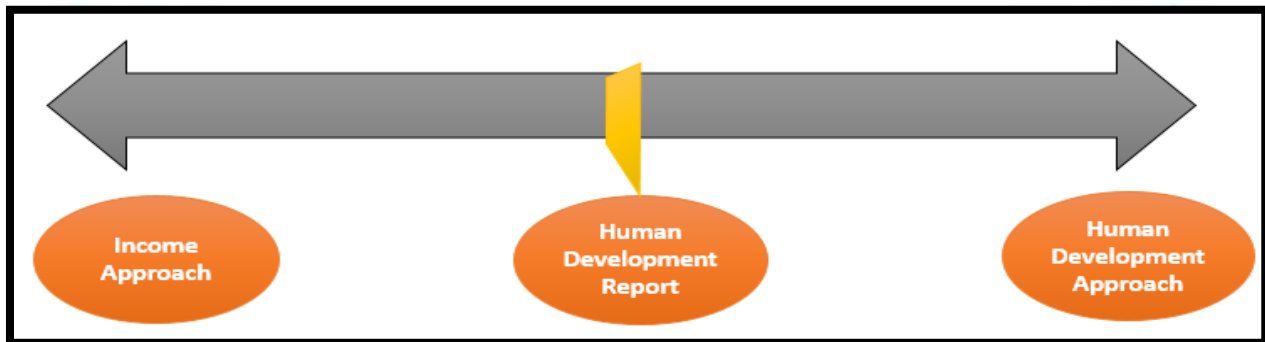 Income
Approach
Human
Development
Report
Human
Development
Approach